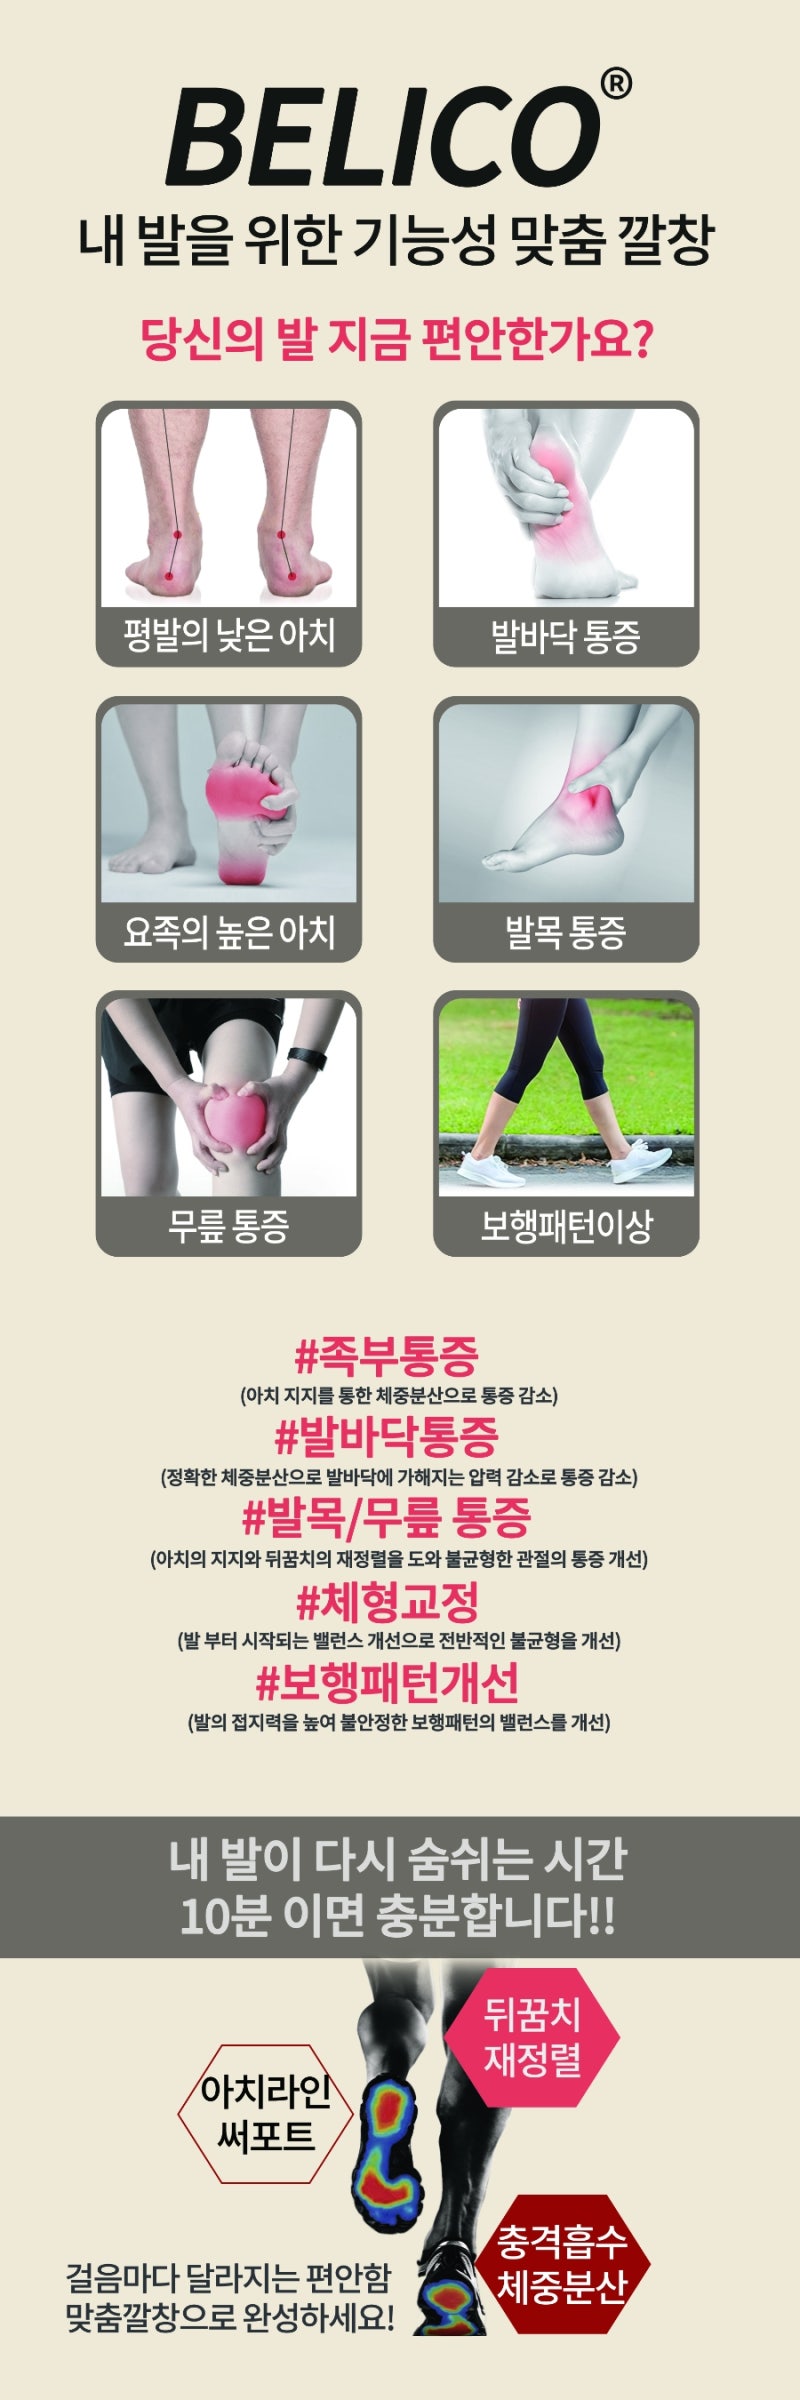 BELICO®
내 발을 위한 기능성 맞춤 깔창
당신의 발 지금 편안한가요?
평발의 낮은 아치
발바닥 통증
요족의 높은 아치
발목 통증
무릎 통증
보행패턴이상
#족부통증
(아치 지지를 통한 체중분산으로 통증 감소)
#발바닥통증
(정확한 체중분산으로 발바닥에 가해지는 압력 감소로 통증 감소)
#발목/무릎 통증
(아치의 지지와 뒤꿈치의 재정렬을 도와 불균형한 관절의 통증 개선)
#체형교정
(발 부터 시작되는 밸런스 개선으로 전반적인 불균형을 개선)
#보행패턴개선
(발의 접지력을 높여 불안정한 보행패턴의 밸런스를 개선)
내 발이 다시 숨쉬는 시간
10분 이면 충분합니다!!
뒤꿈치
재정렬
아치라인
써포트
충격흡수
체중분산
걸음마다 달라지는 편안함
맞춤깔창으로 완성하세요!